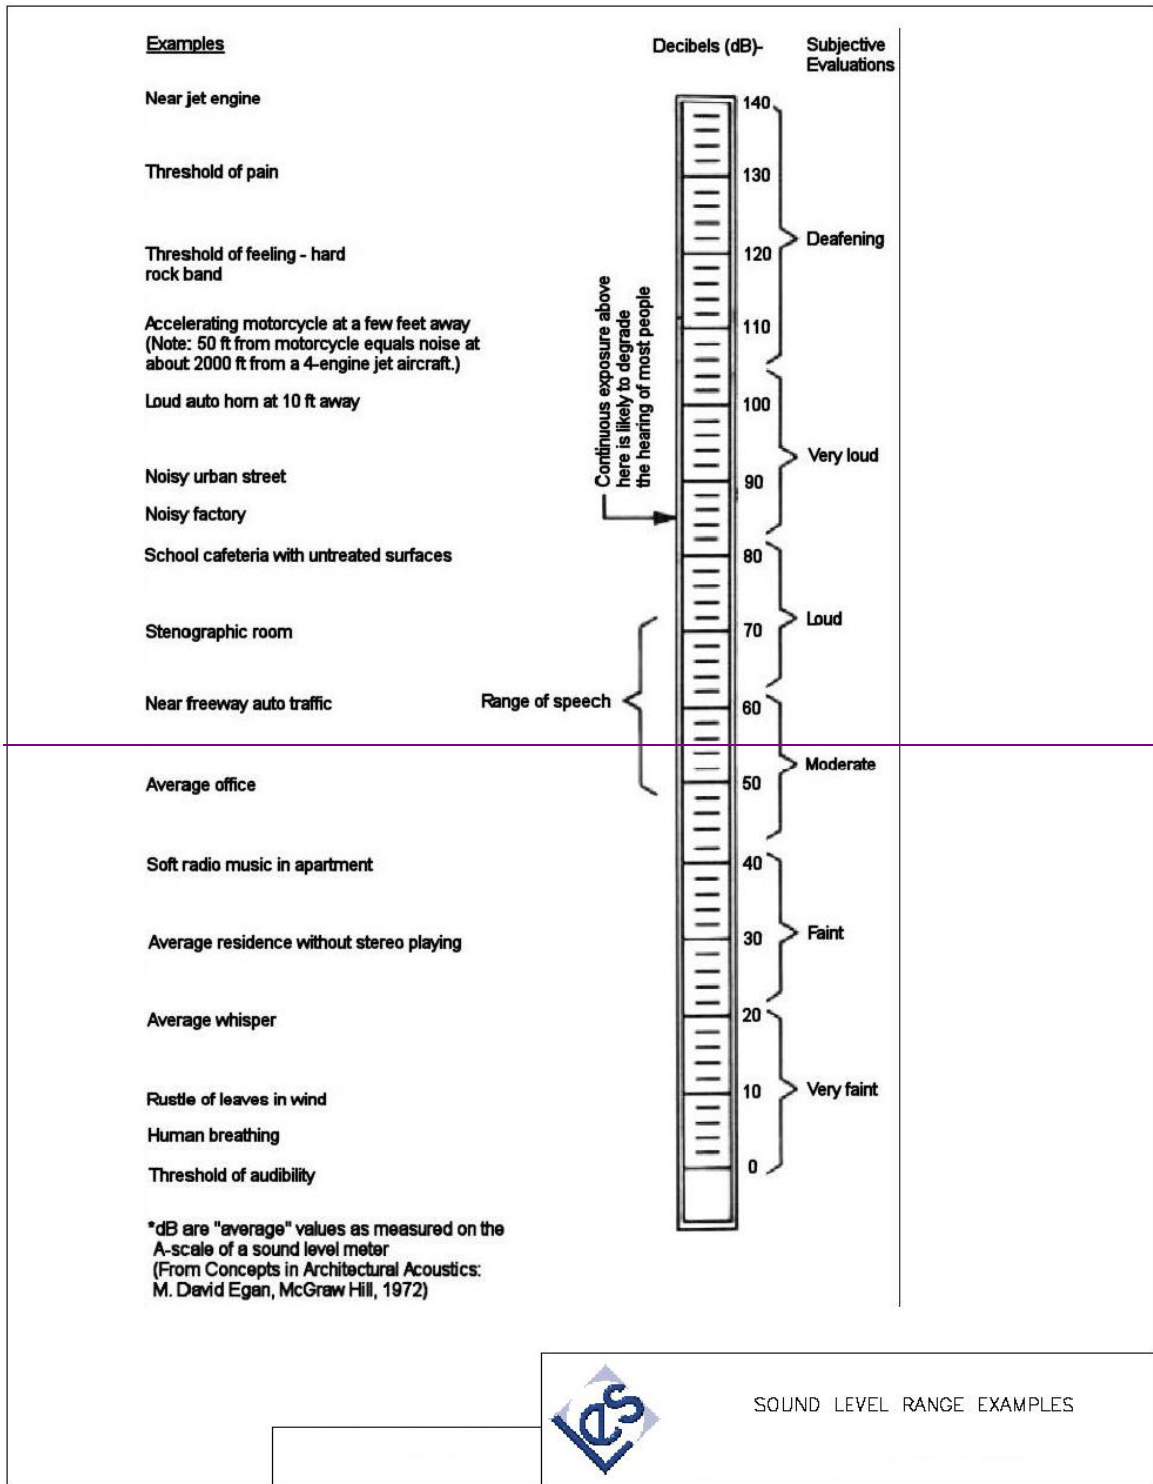 Examples
Decibels (dB)-
Subjective
Evaluations
Near jet engine
140
Threshold of pain
130
Deafening
Threshold of feeling - hard
rock band
120
Continuous exposure above
here is likely to degrade
the hearing of most people
Accelerating motorcycle at a few feet away
(Note: 50 ft from motorcycle equals noise at
about 2000 ft from a 4-engine jet aircraft.)
110
Loud auto horn at 10 ft away
100
Very loud
Noisy urban street
90
Noisy factory
School cafeteria with untreated surfaces
80
Loud
Stenographic room
70
Near freeway auto traffic
Range of speech
60
Moderate
Average office
50
Soft radio music in apartment
40
Faint
Average residence without stereo playing
30
Average whisper
20
Rustle of leaves in wind
10
Very faint
Human breathing
Threshold of audibility
0
*dB are "average" values as measured on the
A-scale of a sound level meter
(From Concepts in Architectural Acoustics:
M. David Egan, McGraw Hill, 1972)
LES
SOUND LEVEL RANGE EXAMPLES